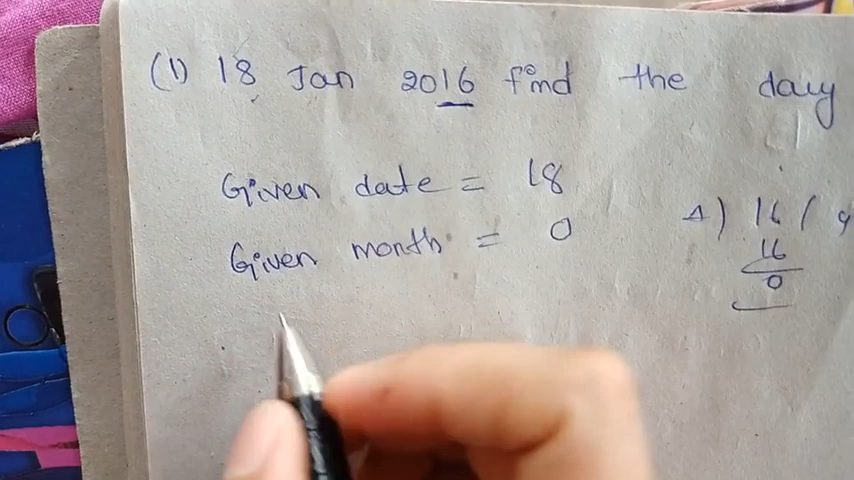 (1) 18 Jan 2016 find the day
Given date = 18
Given month = 0
4) 16 ( 4
16
0